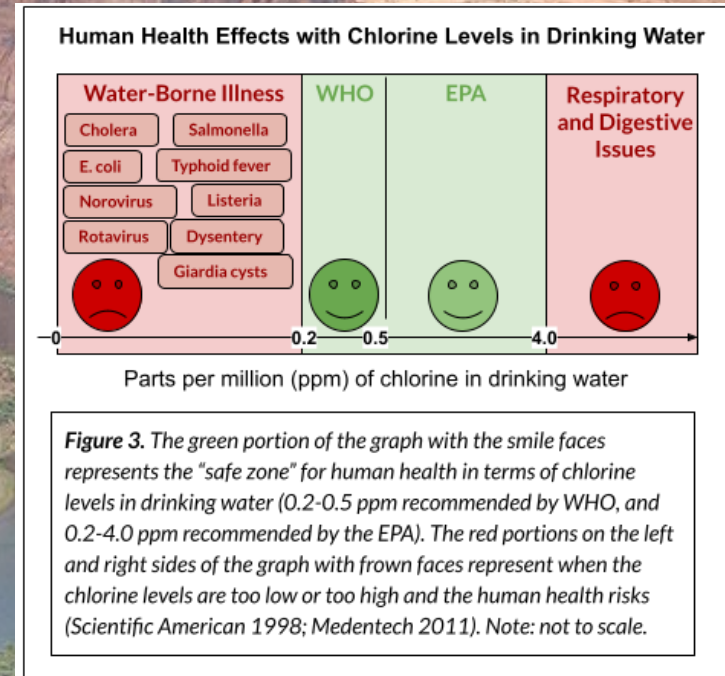 Human Health Effects with Chlorine Levels in Drinking Water
Water-Borne Illness
WHO
EPA
Respiratory
and Digestive
Issues
Cholera
Salmonella
E. coli
Typhoid fever
Norovirus
Listeria
Rotavirus
Dysentery
Giardia cysts
0
0.2
0.5
4.0
Parts per million (ppm) of chlorine in drinking water
Figure 3. The green portion of the graph with the smile faces
represents the “safe zone” for human health in terms of chlorine
levels in drinking water (0.2-0.5 ppm recommended by WHO, and
0.2-4.0 ppm recommended by the EPA). The red portions on the left
and right sides of the graph with frown faces represent when the
chlorine levels are too low or too high and the human health risks
(Scientific American 1998; Medentech 2011). Note: not to scale.